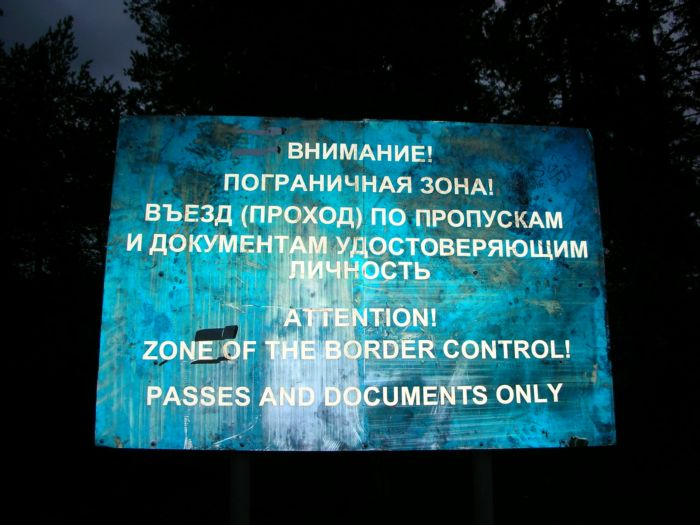 ВНИМАНИЕ!
ПОГРАНИЧНАЯ ЗОНА!
ВЪЕЗД (ПРОХОД) ПО ПРОПУСКАМ
И ДОКУМЕНТАМ УДОСТОВЕРЯЮЩИМ
ЛИЧНОСТЬ
ATTENTION!
ZONE OF THE BORDER CONTROL!
PASSES AND DOCUMENTS ONLY